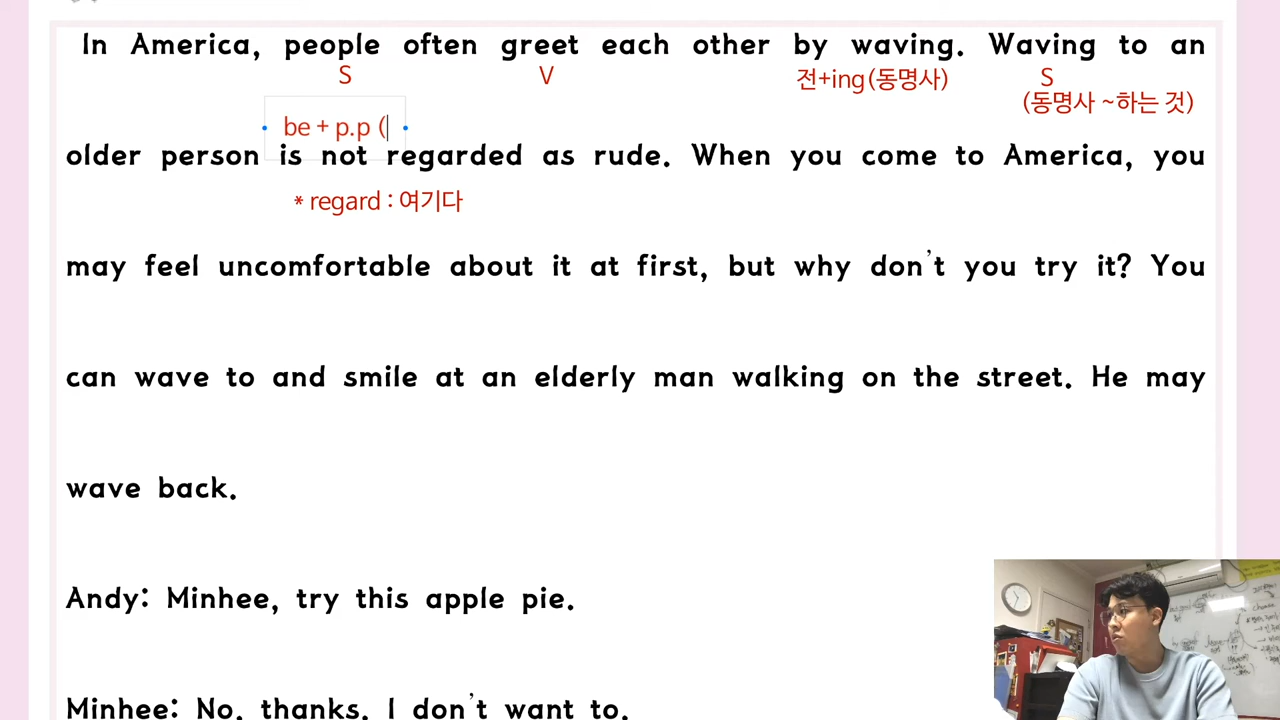 In America, people often greet each other by waving. Waving to an
S V 전+ing(동명사) S
(동명사 ~하는 것)
be + p.p (
older person is not regarded as rude. When you come to America, you
* regard : 여기다
may feel uncomfortable about it at first, but why don't you try it? You
can wave to and smile at an elderly man walking on the street. He may
wave back.
Andy: Minhee, try this apple pie.
Minhee: No, thanks. I don't want to.